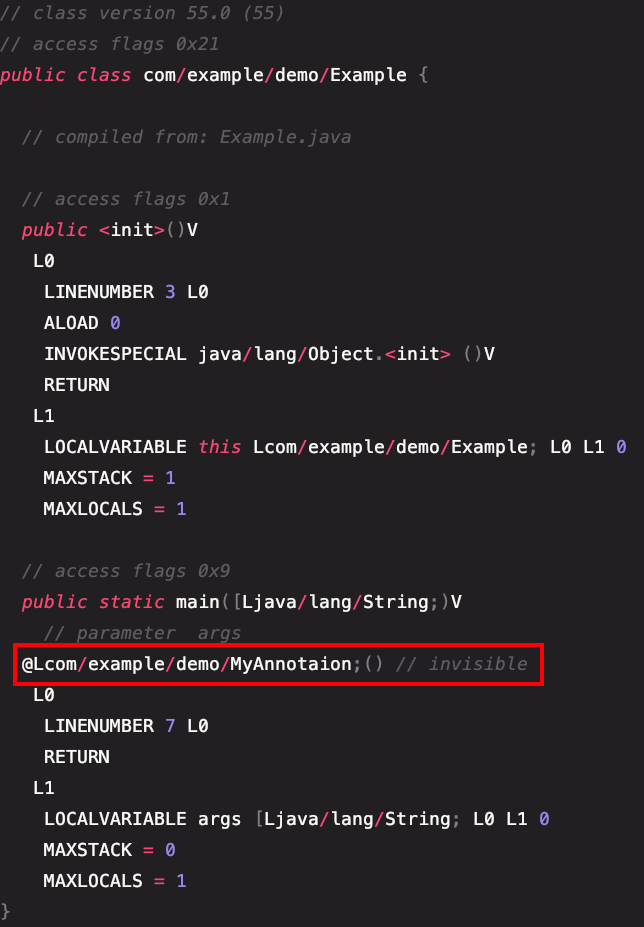 // class version 55.0 (55)
// access flags 0x21
public class com/example/demo/Example {
// compiled from: Example.java
// access flags 0x1
public <init>()V
L0
LINENUMBER 3 L0
ALOAD 0
INVOKESPECIAL java/lang/Object.<init> ()V
RETURN
L1
LOCALVARIABLE this Lcom/example/demo/Example; L0 L1 0
MAXSTACK = 1
MAXLOCALS = 1
// access flags 0x9
public static main([Ljava/lang/String;)V
// parameter  args
@Lcom/example/demo/MyAnnotaion;() // invisible
L0
LINENUMBER 7 L0
RETURN
L1
LOCALVARIABLE args [Ljava/lang/String; L0 L1 0
MAXSTACK = 0
MAXLOCALS = 1
}